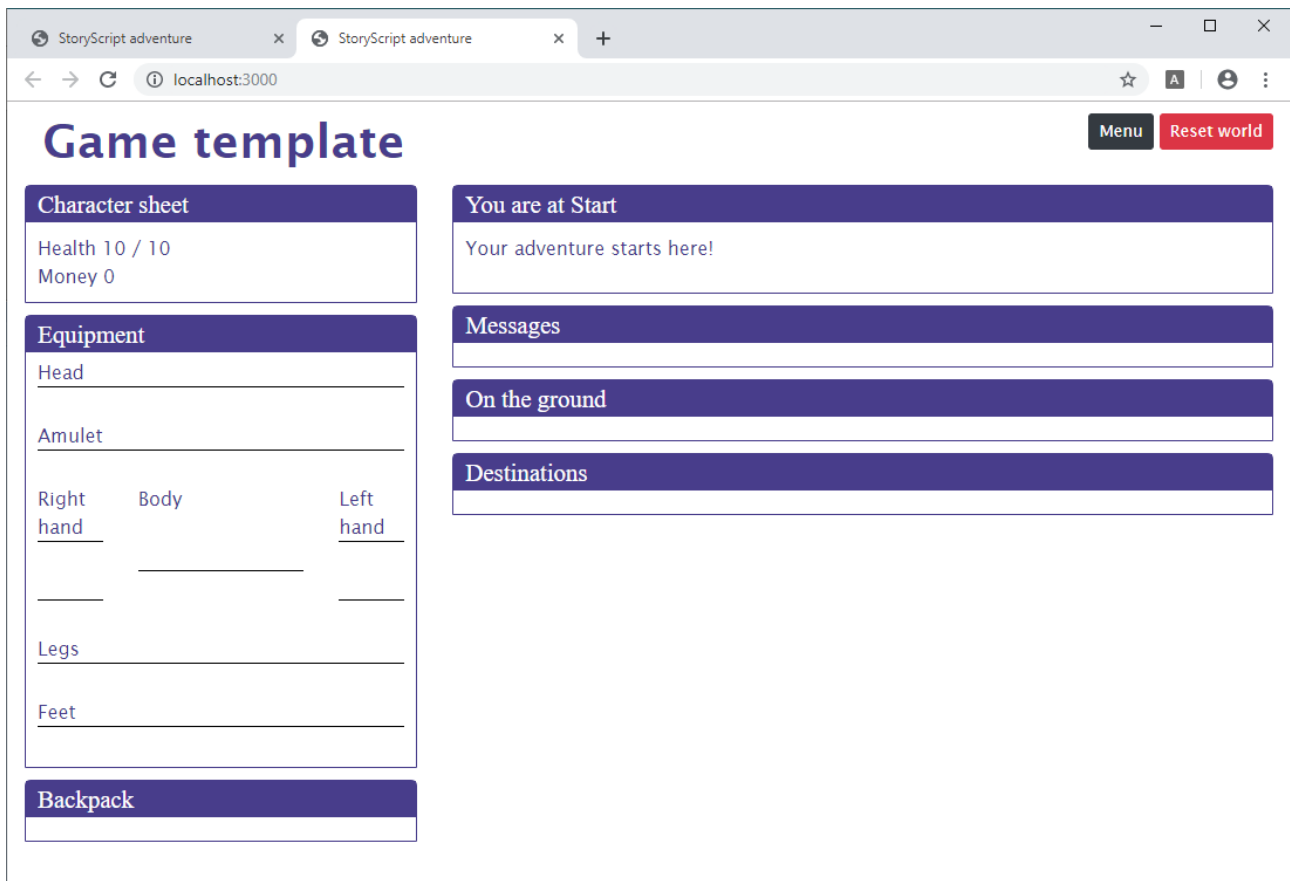 StoryScript adventure
StoryScript adventure
localhost:3000
A
Game template
Menu
Reset world
Character sheet
Health 10 / 10
Money 0
Equipment
Head
Amulet
Right hand
Body
Left hand
Legs
Feet
Backpack
You are at Start
Your adventure starts here!
Messages
On the ground
Destinations